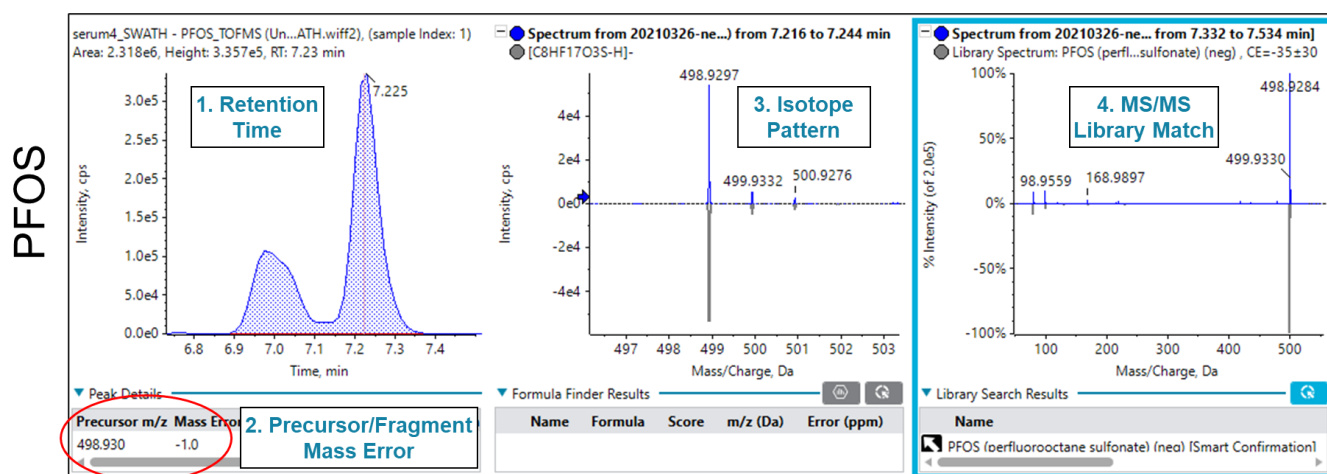 PFOS
serum4_SWATH - PFOS_TOFMS (Un...ATH.wiff2), (sample Index: 1)
Area: 2.318e6, Height: 3.357e5, RT: 7.23 min
1. Retention
Time
7.225
Intensity, cps
3.0e5
2.5e5
2.0e5
1.5e5
1.0e5
5.0e4
0.0e0
6.8 6.9 7.0 7.1 7.2 7.3 7.4
Time, min
Peak Details
Precursor m/z Mass Error
498.930 -1.0
2. Precursor/Fragment
Mass Error
Spectrum from 20210326-ne...) from 7.216 to 7.244 min
[C8HF17O3S-H]-
498.9297
3. Isotope
Pattern
499.9332
500.9276
Intensity, cps
4e4
2e4
0e0
-2e4
-4e4
497 498 499 500 501 502 503
Mass/Charge, Da
Formula Finder Results
Name Formula Score m/z (Da) Error (ppm)
Spectrum from 20210326-ne... from 7.332 to 7.534 min]
Library Spectrum: PFOS (perfl...sulfonate) (neg) , CE=-35±30
4. MS/MS
Library Match
498.9284
499.9330
98.9559
168.9897
% Intensity (of 2.0e5)
100%
50%
0%
-50%
-100%
100 200 300 400 500
Mass/Charge, Da
Library Search Results
Name
PFOS (perfluorooctane sulfonate) (neg) [Smart Confirmation]